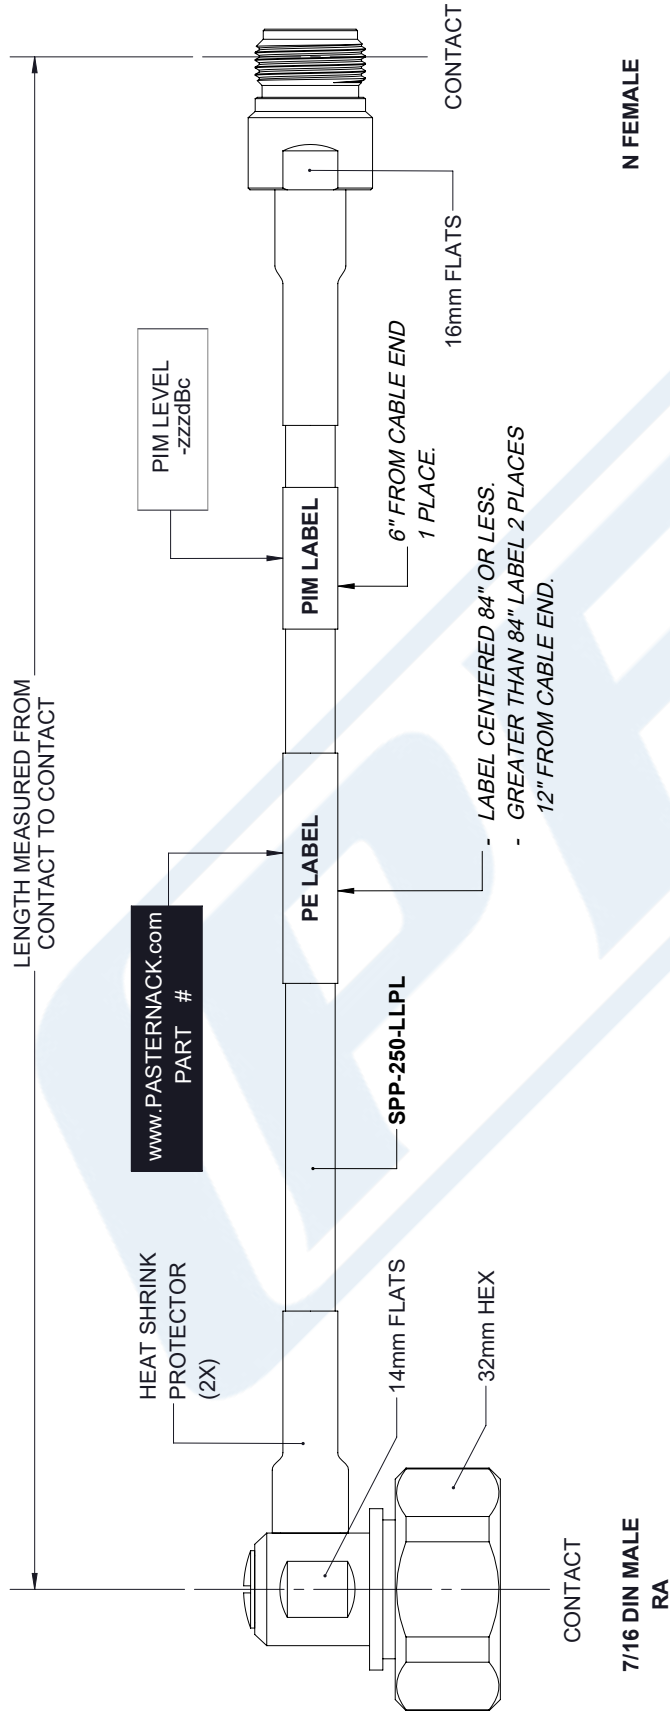 LENGTH MEASURED FROM
CONTACT TO CONTACT
HEAT SHRINK
PROTECTOR
(2X)
www.PASTERNACK.com
PART #
PIM LEVEL
-zzzdBc
PE LABEL
PIM LABEL
14mm FLATS
32mm HEX
SPP-250-LLPL
- LABEL CENTERED 84" OR LESS.
- GREATER THAN 84" LABEL 2 PLACES
12" FROM CABLE END.
6" FROM CABLE END
1 PLACE.
16mm FLATS
CONTACT
CONTACT
7/16 DIN MALE
RA
N FEMALE